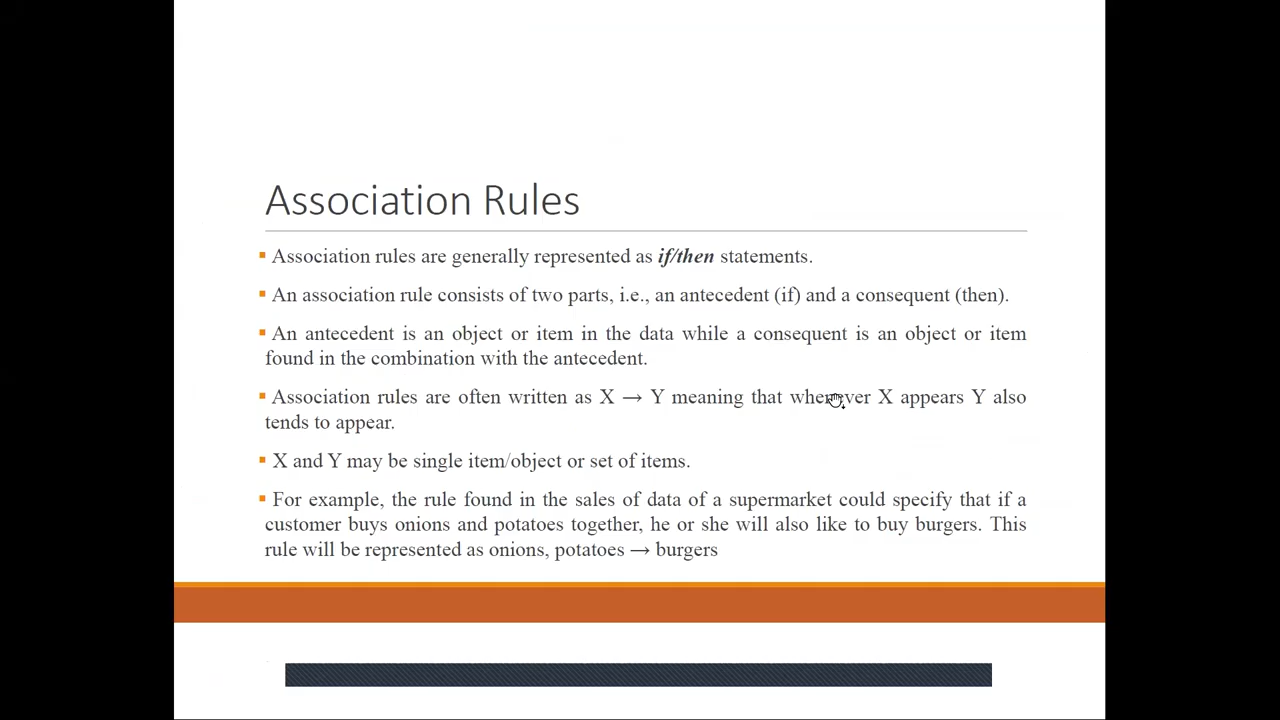 Association Rules
Association rules are generally represented as if/then statements.
An association rule consists of two parts, i.e., an antecedent (if) and a consequent (then).
An antecedent is an object or item in the data while a consequent is an object or item
found in the combination with the antecedent.
Association rules are often written as X → Y meaning that whenever X appears Y also
tends to appear.
X and Y may be single item/object or set of items.
For example, the rule found in the sales of data of a supermarket could specify that if a
customer buys onions and potatoes together, he or she will also like to buy burgers. This
rule will be represented as onions, potatoes → burgers